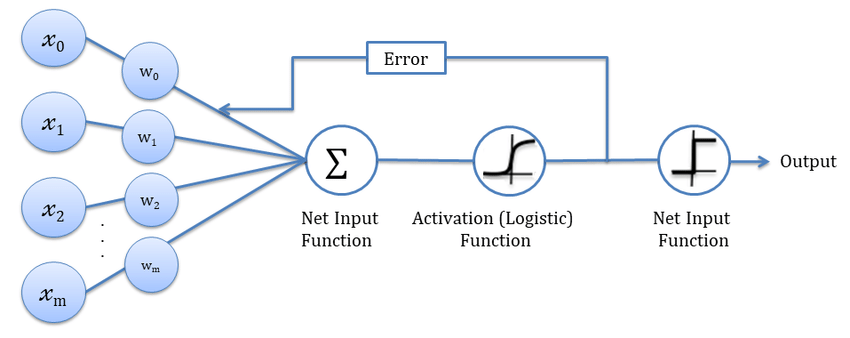 x0
w0
Error
x1
w1
Σ
Output
x2
w2
Net Input
Function
Activation (Logistic)
Function
Net Input
Function
.
.
.
xm
wm